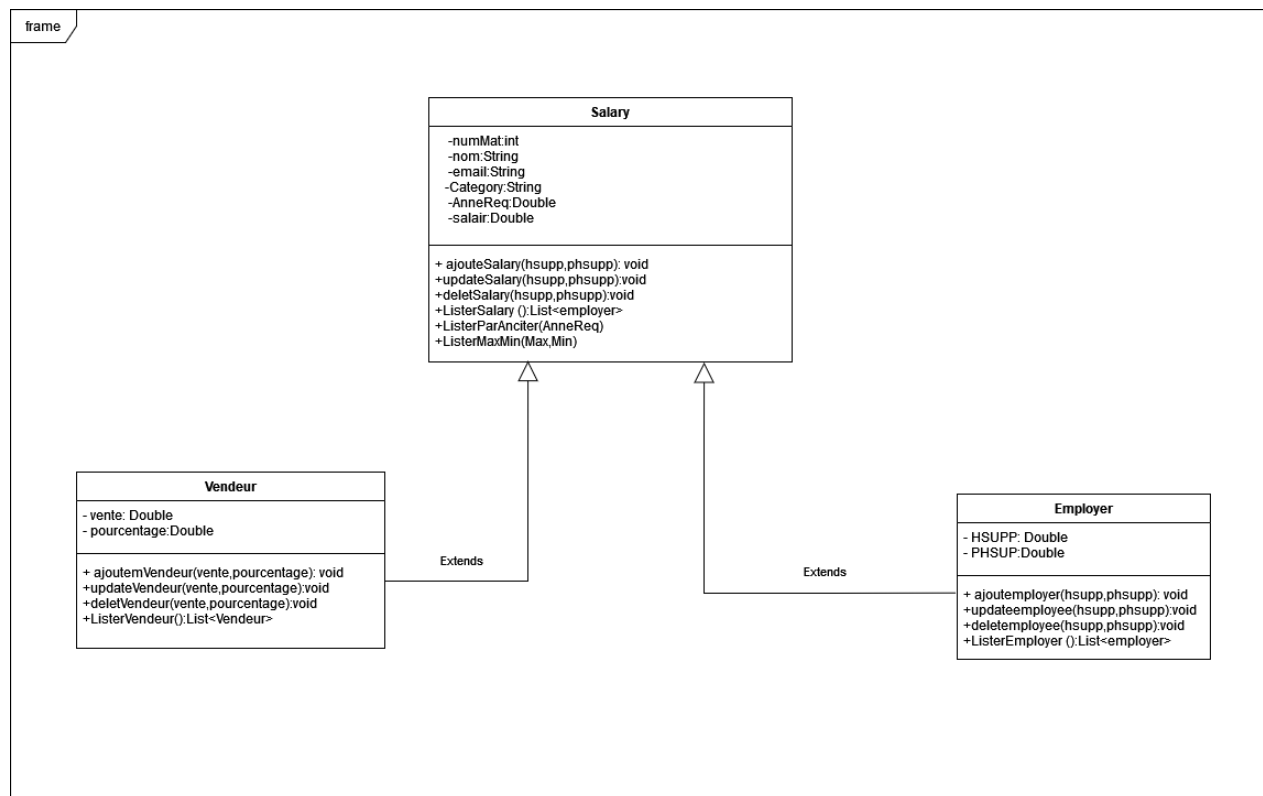 frame
Salary
-numMat:int
-nom:String
-email:String
-Category:String
-AnneReq:Double
-salair:Double
+ ajouteSalary(hsupp,phsupp): void
+updateSalary(hsupp,phsupp):void
+deletSalary(hsupp,phsupp):void
+ListerSalary ():List<employer>
+ListerParAnciter(AnneReq)
+ListerMaxMin(Max,Min)
Vendeur
- vente: Double
- pourcentage:Double
+ ajoutemVendeur(vente,pourcentage): void
+updateVendeur(vente,pourcentage):void
+deletVendeur(vente,pourcentage):void
+ListerVendeur():List<Vendeur>
Extends
Extends
Employer
- HSUPP: Double
- PHSUP:Double
+ ajoutemployer(hsupp,phsupp): void
+updateemployee(hsupp,phsupp):void
+deletemployee(hsupp,phsupp):void
+ListerEmployer ():List<employer>